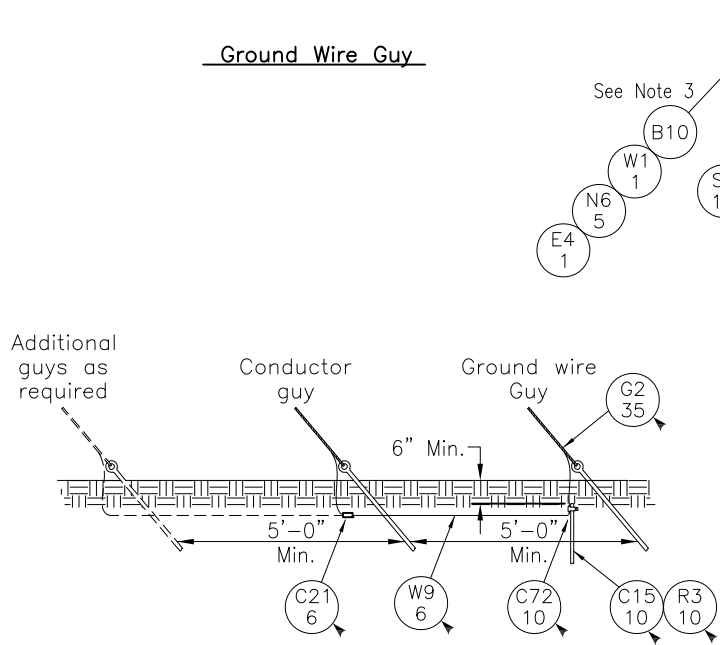 Ground Wire Guy
See Note 3
B10
W1
1
N6
5
E4
1
S
1
Additional
guys as
required
Conductor
guy
Ground wire
Guy
G2
35
6" Min.
5'-0"
Min.
5'-0"
Min.
C21
6
W9
6
C72
10
C15
10
R3
10